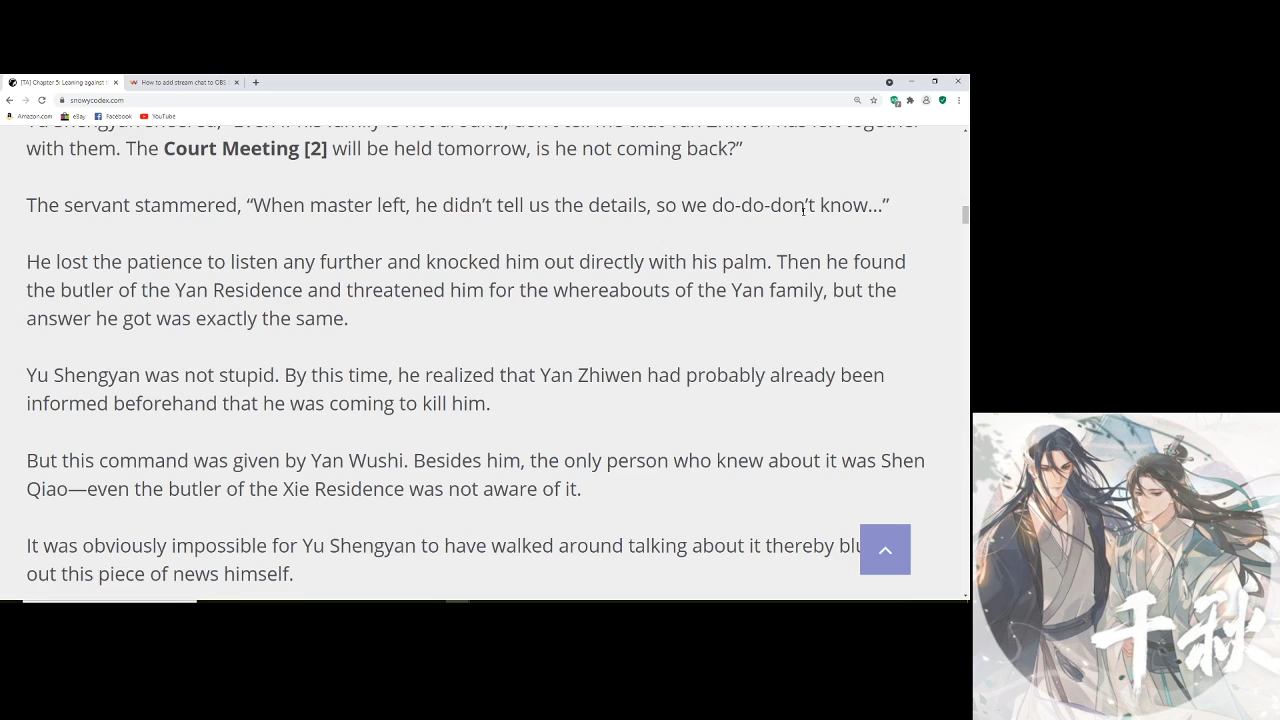 [TA] Chapter 5: Leaning against t
How to add stream chat to OBS
snowycodex.com
Amazon.com eBay Facebook YouTube
with them. The Court Meeting [2] will be held tomorrow, is he not coming back?”
The servant stammered, “When master left, he didn’t tell us the details, so we do-do-don’t know…”
He lost the patience to listen any further and knocked him out directly with his palm. Then he found
the butler of the Yan Residence and threatened him for the whereabouts of the Yan family, but the
answer he got was exactly the same.
Yu Shengyan was not stupid. By this time, he realized that Yan Zhiwen had probably already been
informed beforehand that he was coming to kill him.
But this command was given by Yan Wushi. Besides him, the only person who knew about it was Shen
Qiao—even the butler of the Xie Residence was not aware of it.
It was obviously impossible for Yu Shengyan to have walked around talking about it thereby blu
out this piece of news himself.
千秋